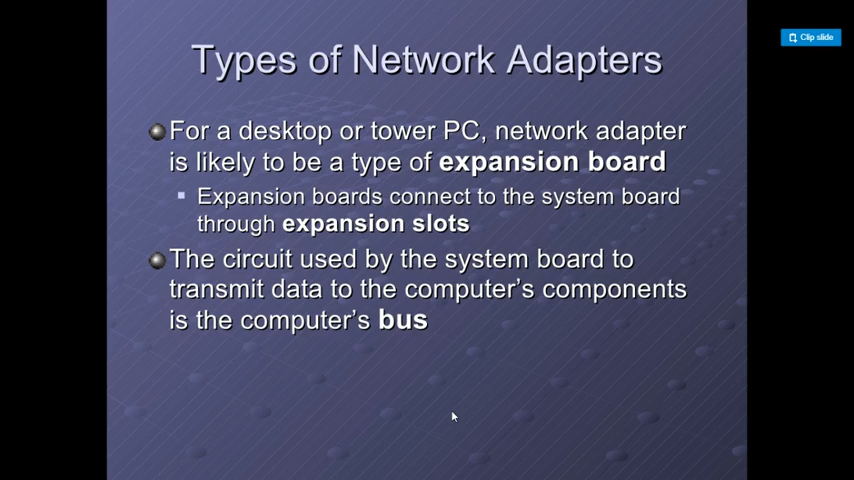 Clip slide
Types of Network Adapters
For a desktop or tower PC, network adapter
is likely to be a type of expansion board
Expansion boards connect to the system board
through expansion slots
The circuit used by the system board to
transmit data to the computer’s components
is the computer’s bus